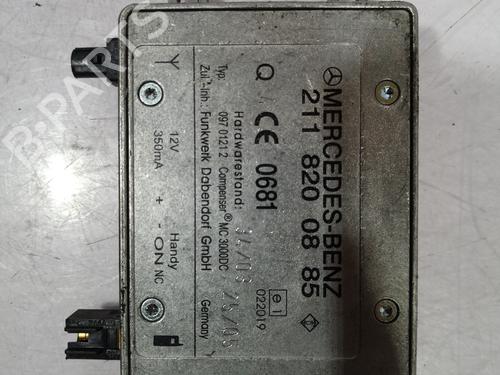 MERCEDES-BENZ
211 820 08 85
Q CE 0681
e1
022019
Hardwarestand:
Typ: 097 0121 2 Compenser® MC 3000DC
Zul.-Inh.: Funkwerk Dabendorf GmbH
Germany
12V + - ON NC
350mA
Handy
B-PARTS